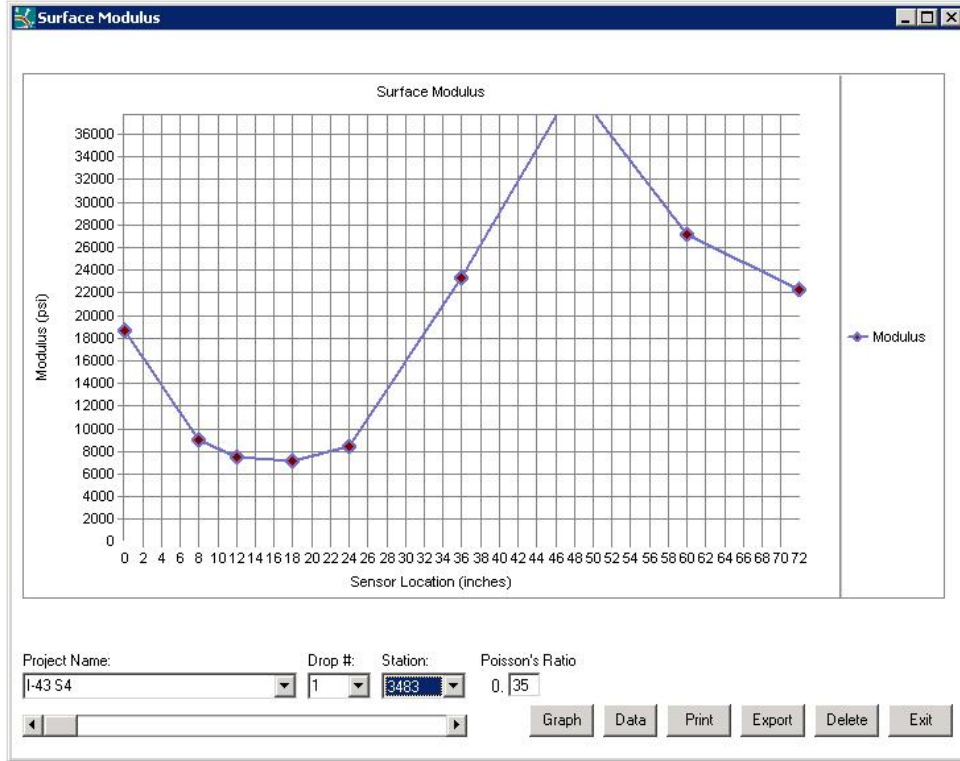 Surface Modulus
Surface Modulus
36000
34000
32000
30000
28000
26000
24000
22000
20000
18000
16000
14000
12000
10000
8000
6000
4000
2000
0
Modulus (psi)
0 2 4 6 8 10 12 14 16 18 20 22 24 26 28 30 32 34 36 38 40 42 44 46 48 50 52 54 56 58 60 62 64 66 68 70 72
Sensor Location (inches)
Modulus
Project Name: Drop #: Station: Poisson's Ratio
I-43 S4 1 3483 0. 35
Graph Data Print Export Delete Exit